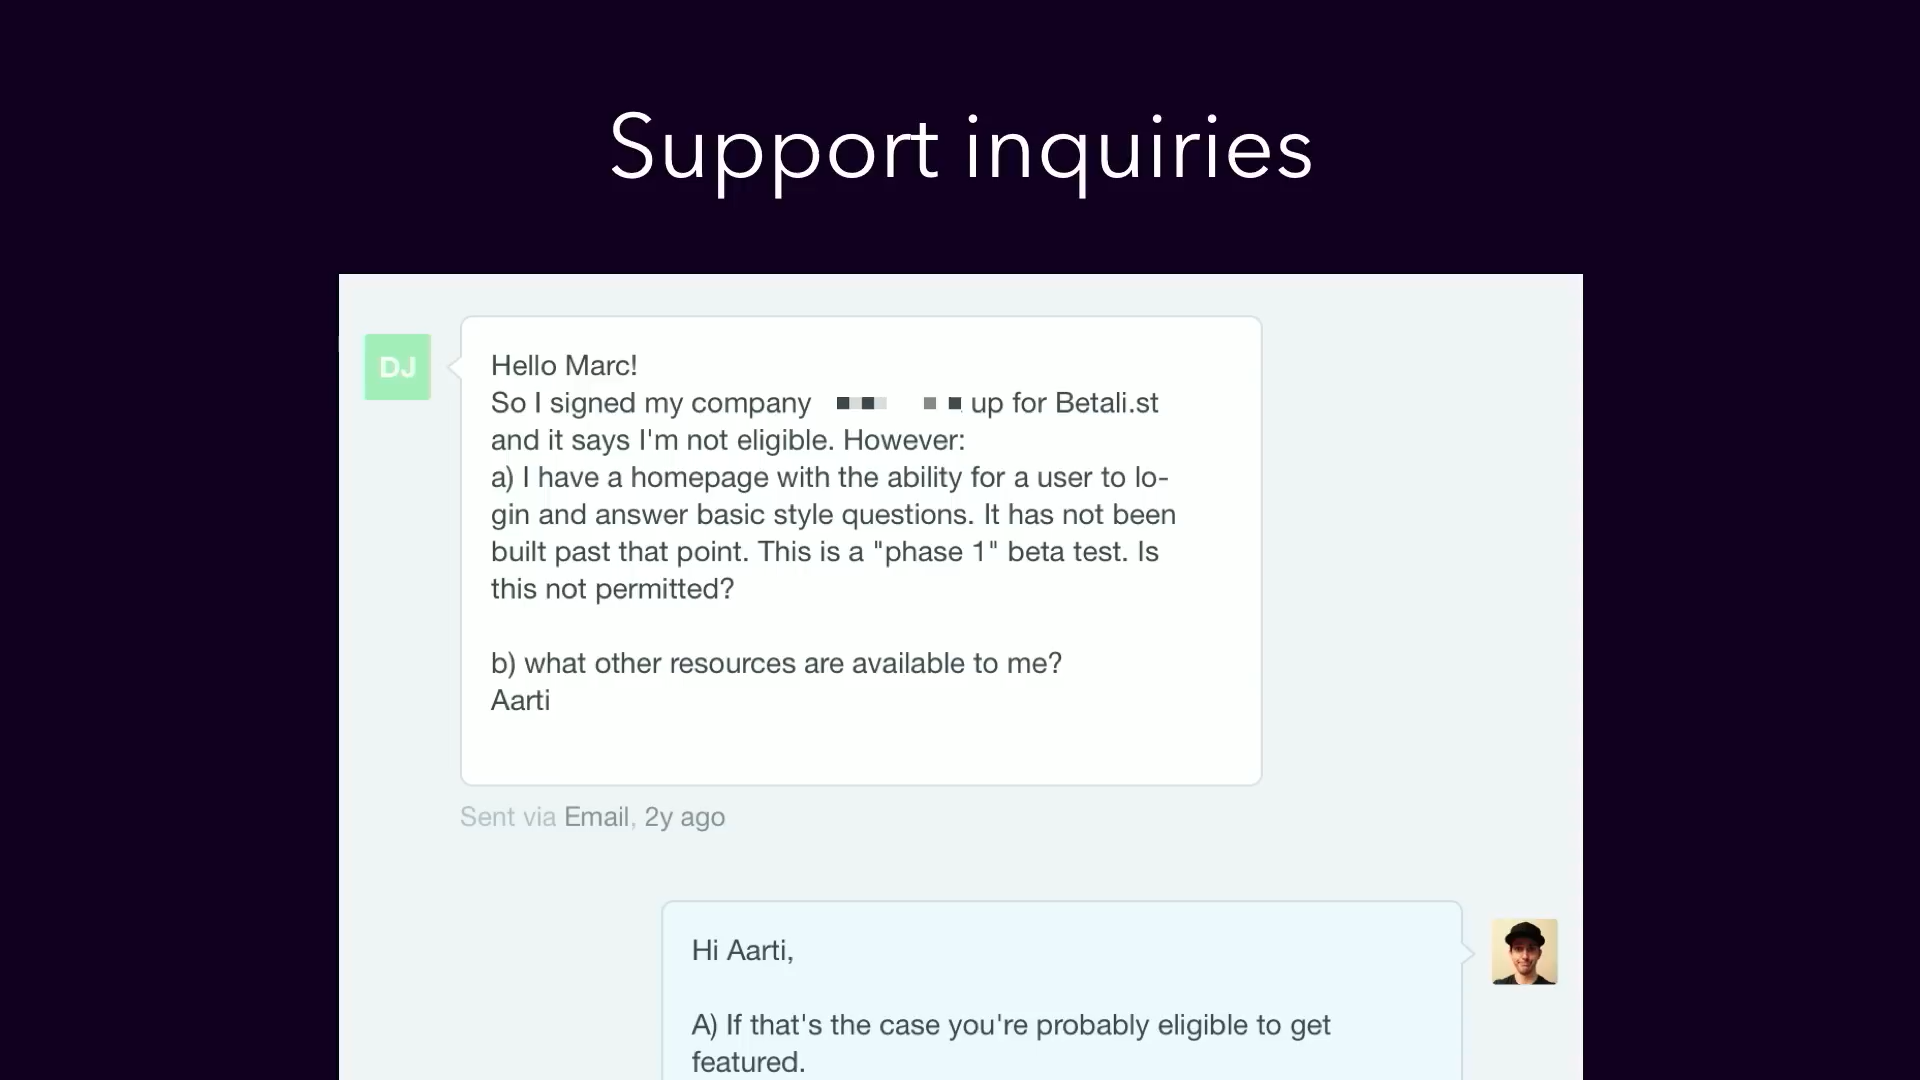 Support inquiries
DJ
Hello Marc!
So I signed my company up for Betali.st
and it says I'm not eligible. However:
a) I have a homepage with the ability for a user to lo-
gin and answer basic style questions. It has not been
built past that point. This is a "phase 1" beta test. Is
this not permitted?
b) what other resources are available to me?
Aarti
Sent via Email, 2y ago
Hi Aarti,
A) If that's the case you're probably eligible to get
featured.